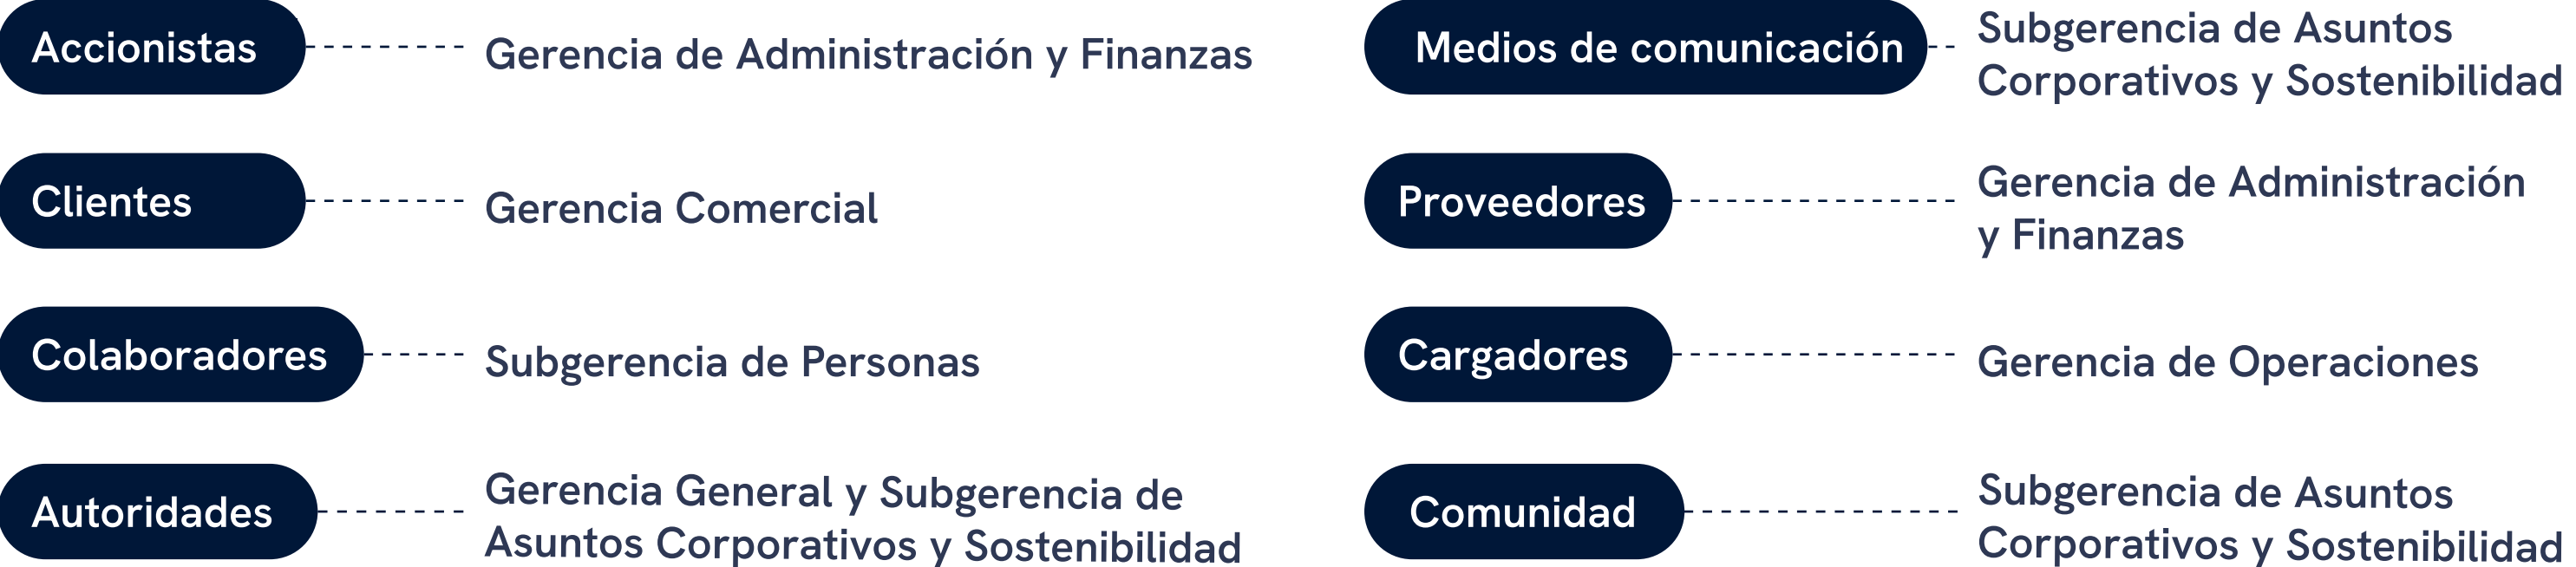 Accionistas
Gerencia de Administración y Finanzas
Clientes
Gerencia Comercial
Colaboradores
Subgerencia de Personas
Autoridades
Gerencia General y Subgerencia de
Asuntos Corporativos y Sostenibilidad
Medios de comunicación
Subgerencia de Asuntos
Corporativos y Sostenibilidad
Proveedores
Gerencia de Administración
y Finanzas
Cargadores
Gerencia de Operaciones
Comunidad
Subgerencia de Asuntos
Corporativos y Sostenibilidad